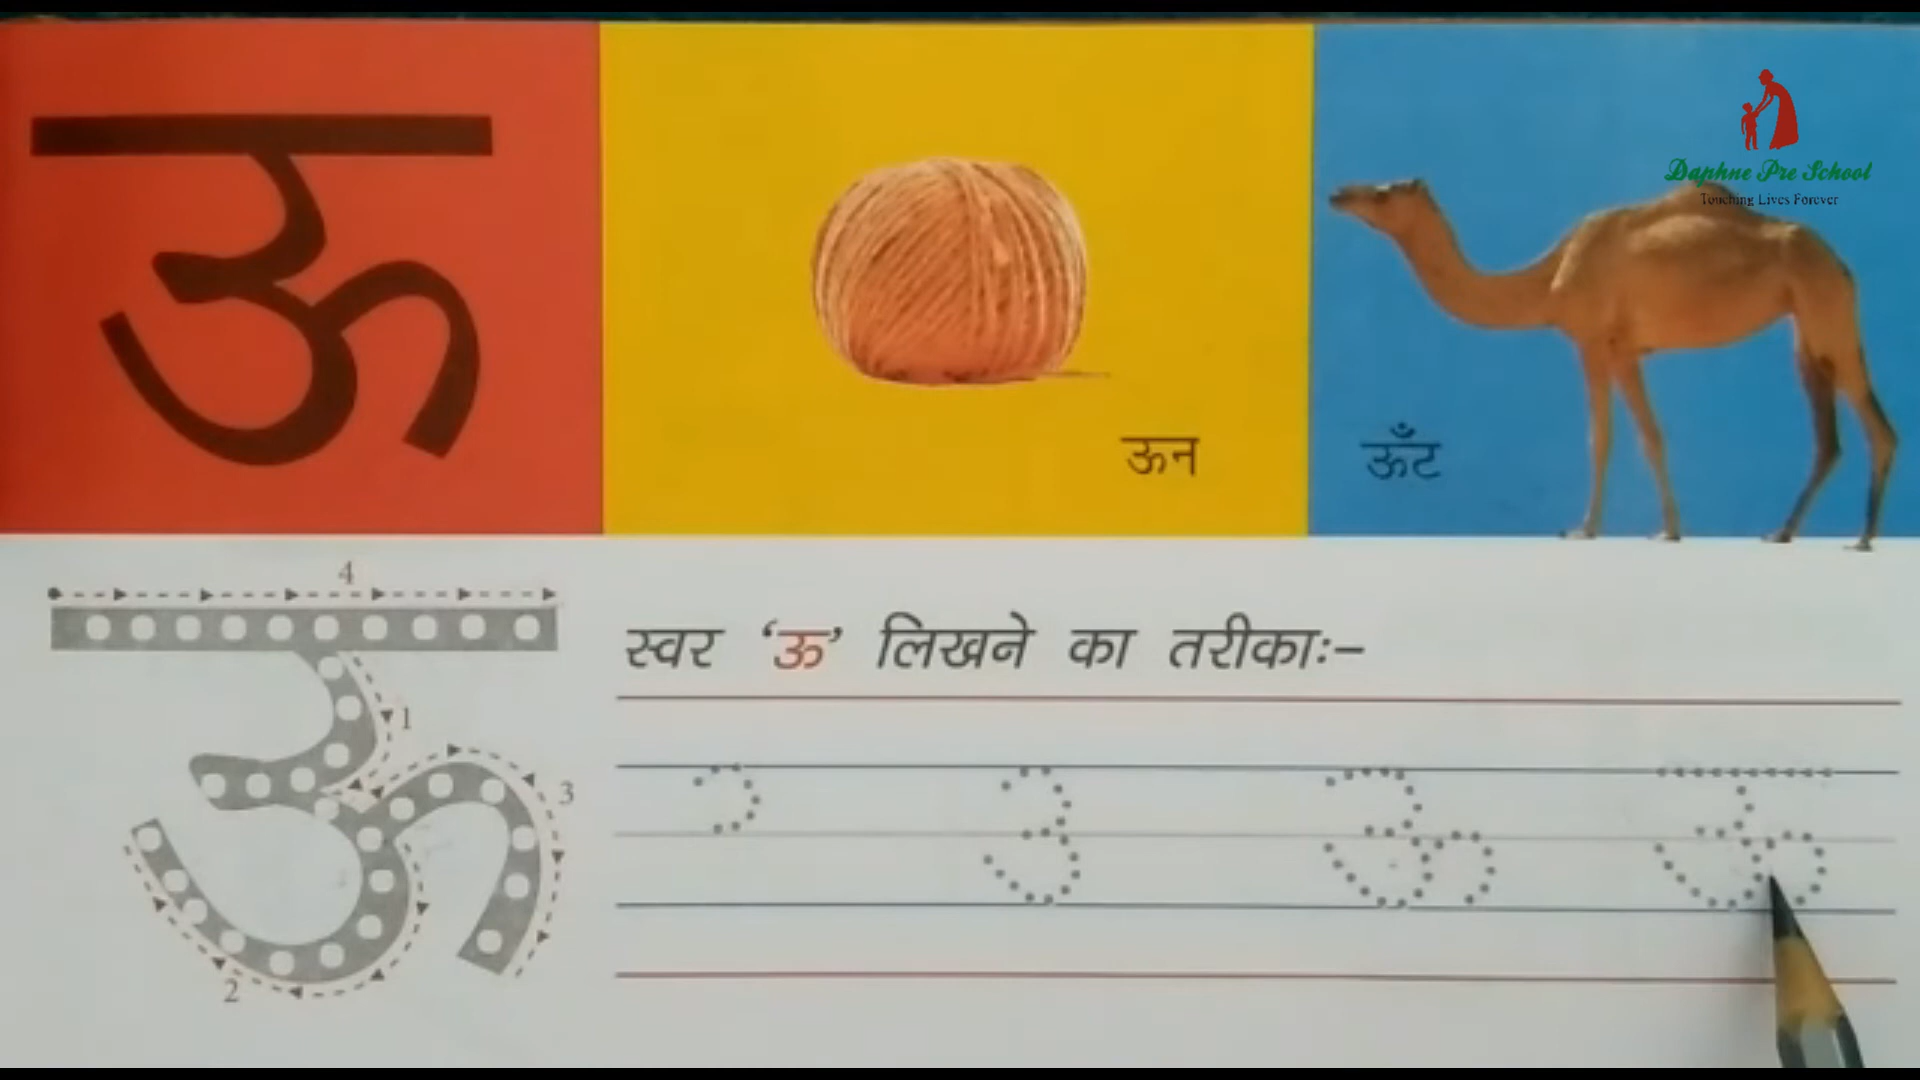 ऊ
ऊन
ऊँट
Daphne Pre School
Touching Lives Forever
4
1
3
2
स्वर ‘ऊ’ लिखने का तरीकाः–